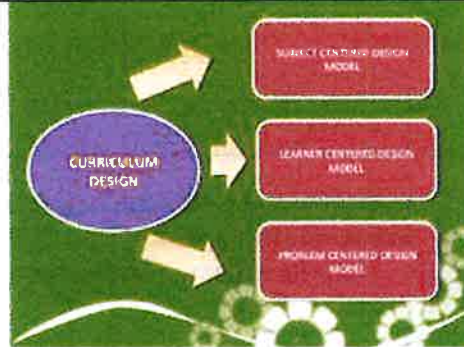 CURRICULUM
DESIGN
SUBJECT CENTERED DESIGN
MODEL
LEARNER CENTERED DESIGN
MODEL
PROBLEM CENTERED DESIGN
MODEL